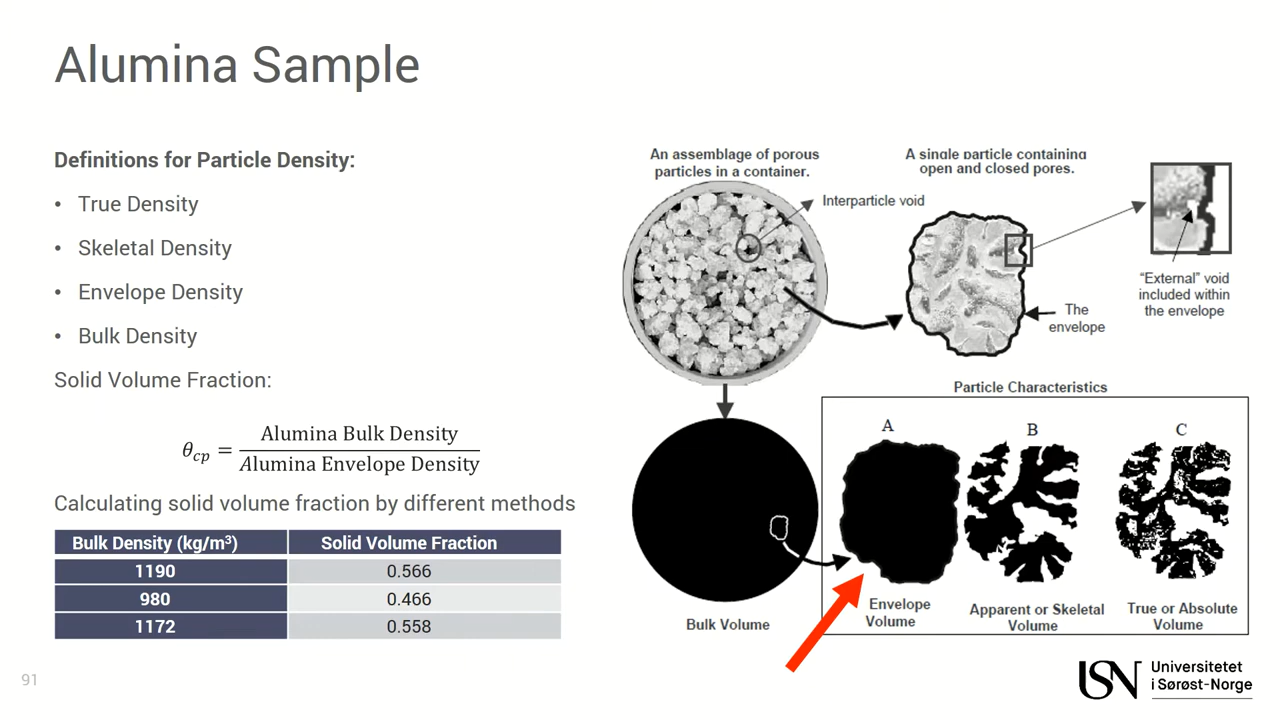 Alumina Sample
Definitions for Particle Density:
• True Density
• Skeletal Density
• Envelope Density
• Bulk Density
Solid Volume Fraction:
θcp = Alumina Bulk Density / Alumina Envelope Density
Calculating solid volume fraction by different methods
Bulk Density (kg/m³) Solid Volume Fraction
1190 0.566
980 0.466
1172 0.558
An assemblage of porous
particles in a container.
Interparticle void
A single particle containing
open and closed pores.
The
envelope
"External" void
included within
the envelope
Particle Characteristics
A
B
C
Bulk Volume
Envelope
Volume
Apparent or Skeletal
Volume
True or Absolute
Volume
91
USN
Universitetet
i Sørøst-Norge